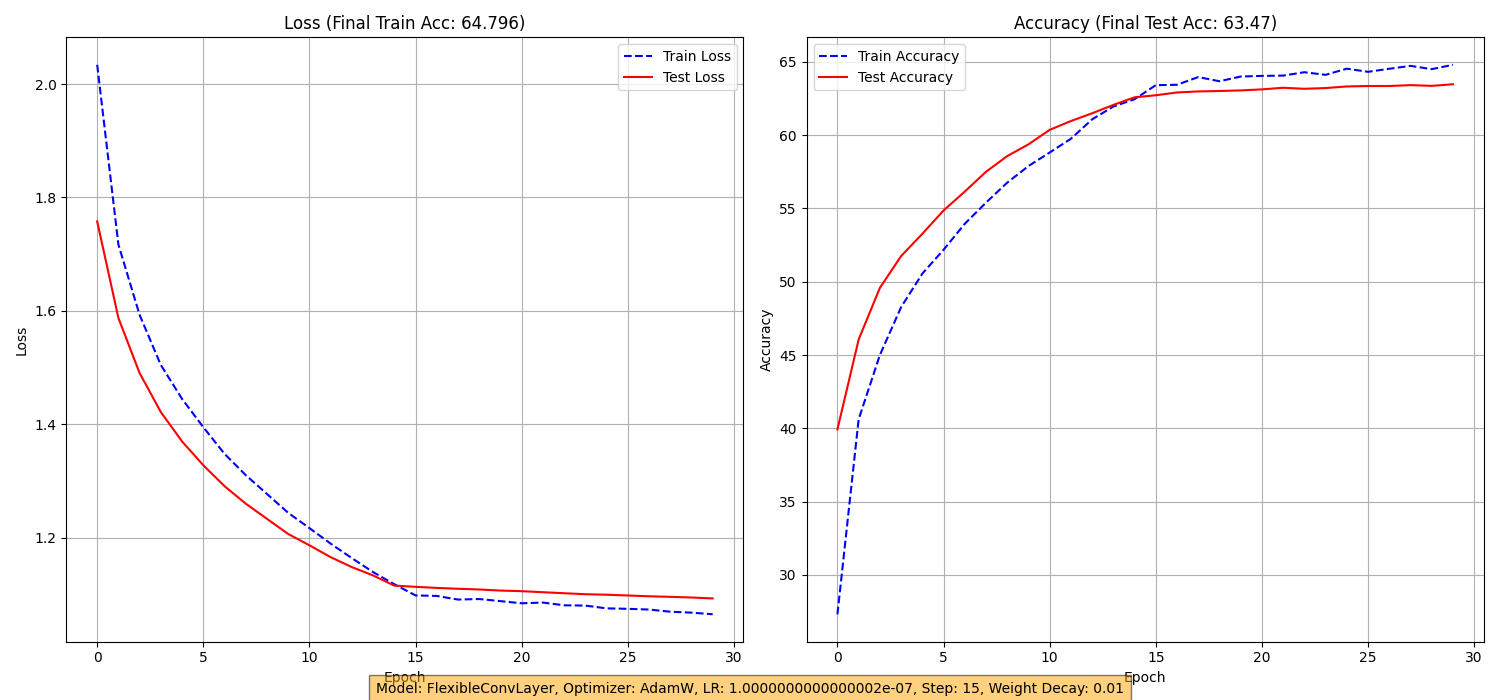 Loss (Final Train Acc: 64.796)
Train Loss
Test Loss
2.0
1.8
1.6
1.4
1.2
Loss
0 5 10 15 20 25 30
Epoch
Accuracy (Final Test Acc: 63.47)
Train Accuracy
Test Accuracy
65
60
55
50
45
40
35
30
Accuracy
0 5 10 15 20 25 30
Epoch
Model: FlexibleConvLayer, Optimizer: AdamW, LR: 1.0000000000000002e-07, Step: 15, Weight Decay: 0.01